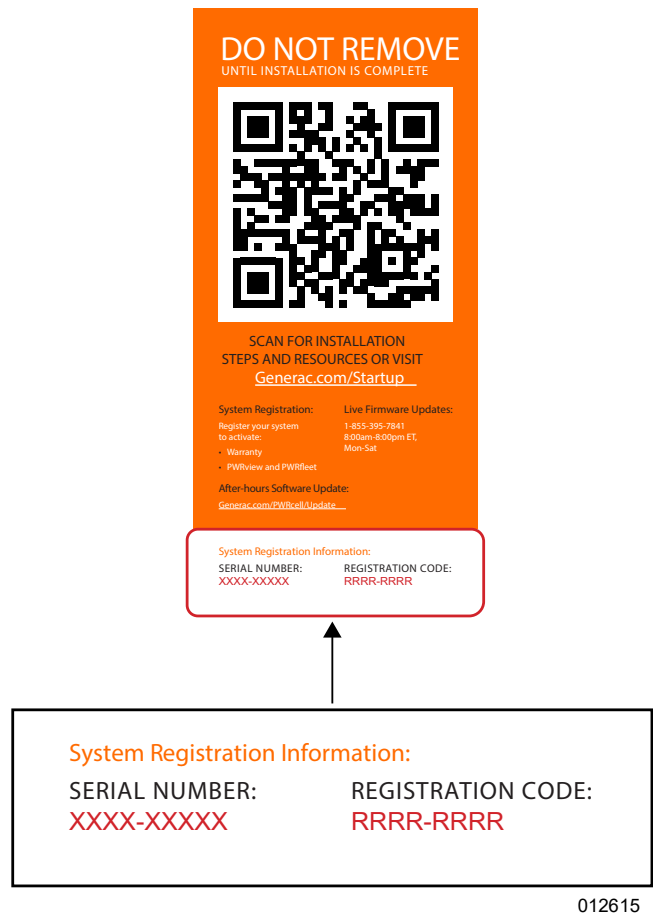 DO NOT REMOVE
UNTIL INSTALLATION IS COMPLETE
SCAN FOR INSTALLATION
STEPS AND RESOURCES OR VISIT
Generac.com/Startup
System Registration:
Register your system
to activate:
• Warranty
• PWRview and PWRfleet
Live Firmware Updates:
1-855-395-7841
8:00am-8:00pm ET,
Mon-Sat
After-hours Software Update:
Generac.com/PWRcell/Update
System Registration Information:
SERIAL NUMBER:
XXXX-XXXXX
REGISTRATION CODE:
RRRR-RRRR
System Registration Information:
SERIAL NUMBER:
XXXX-XXXXX
REGISTRATION CODE:
RRRR-RRRR
012615